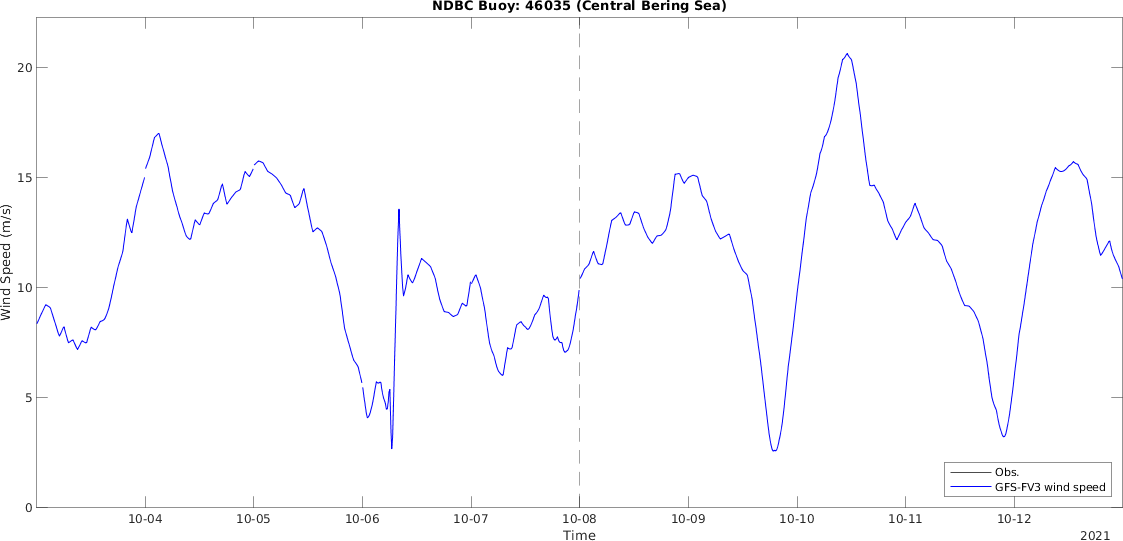 NDBC Buoy: 46035 (Central Bering Sea)
Wind Speed (m/s)
20
15
10
5
0
10-04 10-05 10-06 10-07 10-08 10-09 10-10 10-11 10-12
Time
2021
Obs.
GFS-FV3 wind speed